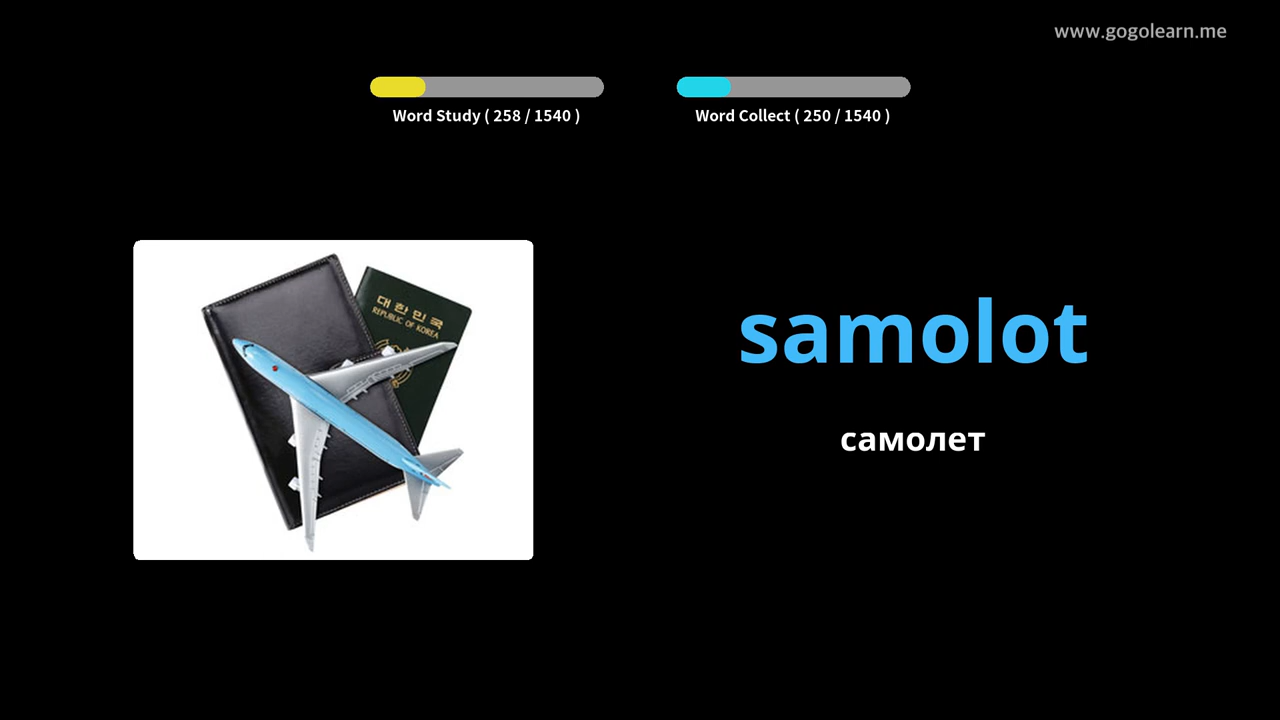 www.gogolearn.me
Word Study ( 258 / 1540 )
Word Collect ( 250 / 1540 )
대한민국
REPUBLIC OF KOREA
samolot
самолет